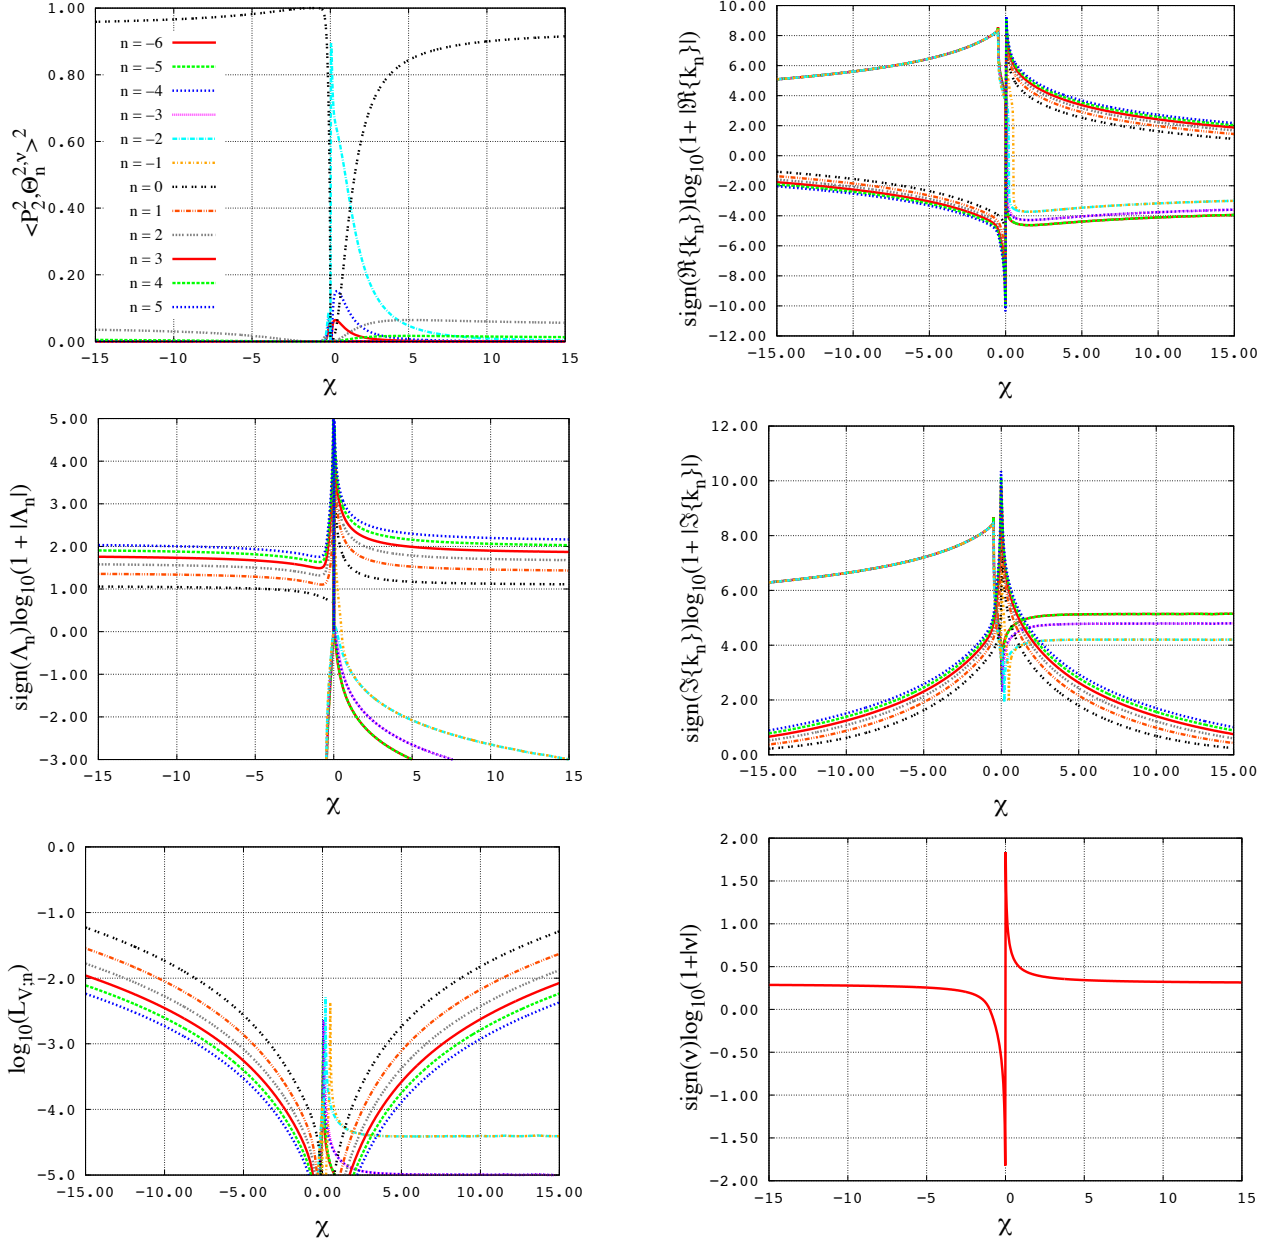 1.00
0.80
0.60
0.40
0.20
0.00
<P₂²,Θₙ²,ᵛ>²
n = −6
n = −5
n = −4
n = −3
n = −2
n = −1
n = 0
n = 1
n = 2
n = 3
n = 4
n = 5
−15 −10 −5 0 5 10 15
χ
10.00
8.00
6.00
4.00
2.00
0.00
−2.00
−4.00
−6.00
−8.00
−10.00
−12.00
sign(ℜ{kₙ})log₁₀(1+ |ℜ{kₙ}|)
−15.00 −10.00 −5.00 0.00 5.00 10.00 15.00
χ
5.00
4.00
3.00
2.00
1.00
0.00
−1.00
−2.00
−3.00
sign(Λₙ)log₁₀(1 + |Λₙ|)
−15 −10 −5 0 5 10 15
χ
12.00
10.00
8.00
6.00
4.00
2.00
0.00
sign(ℑ{kₙ})log₁₀(1+ |ℑ{kₙ}|)
−15.00 −10.00 −5.00 0.00 5.00 10.00 15.00
χ
0.0
−1.0
−2.0
−3.0
−4.0
−5.0
log₁₀(L_ν;n)
−15.00 −10.00 −5.00 0.00 5.00 10.00 15.00
χ
2.00
1.50
1.00
0.50
0.00
−0.50
−1.00
−1.50
−2.00
sign(ν)log₁₀(1+|ν|)
−15 −10 −5 0 5 10 15
χ